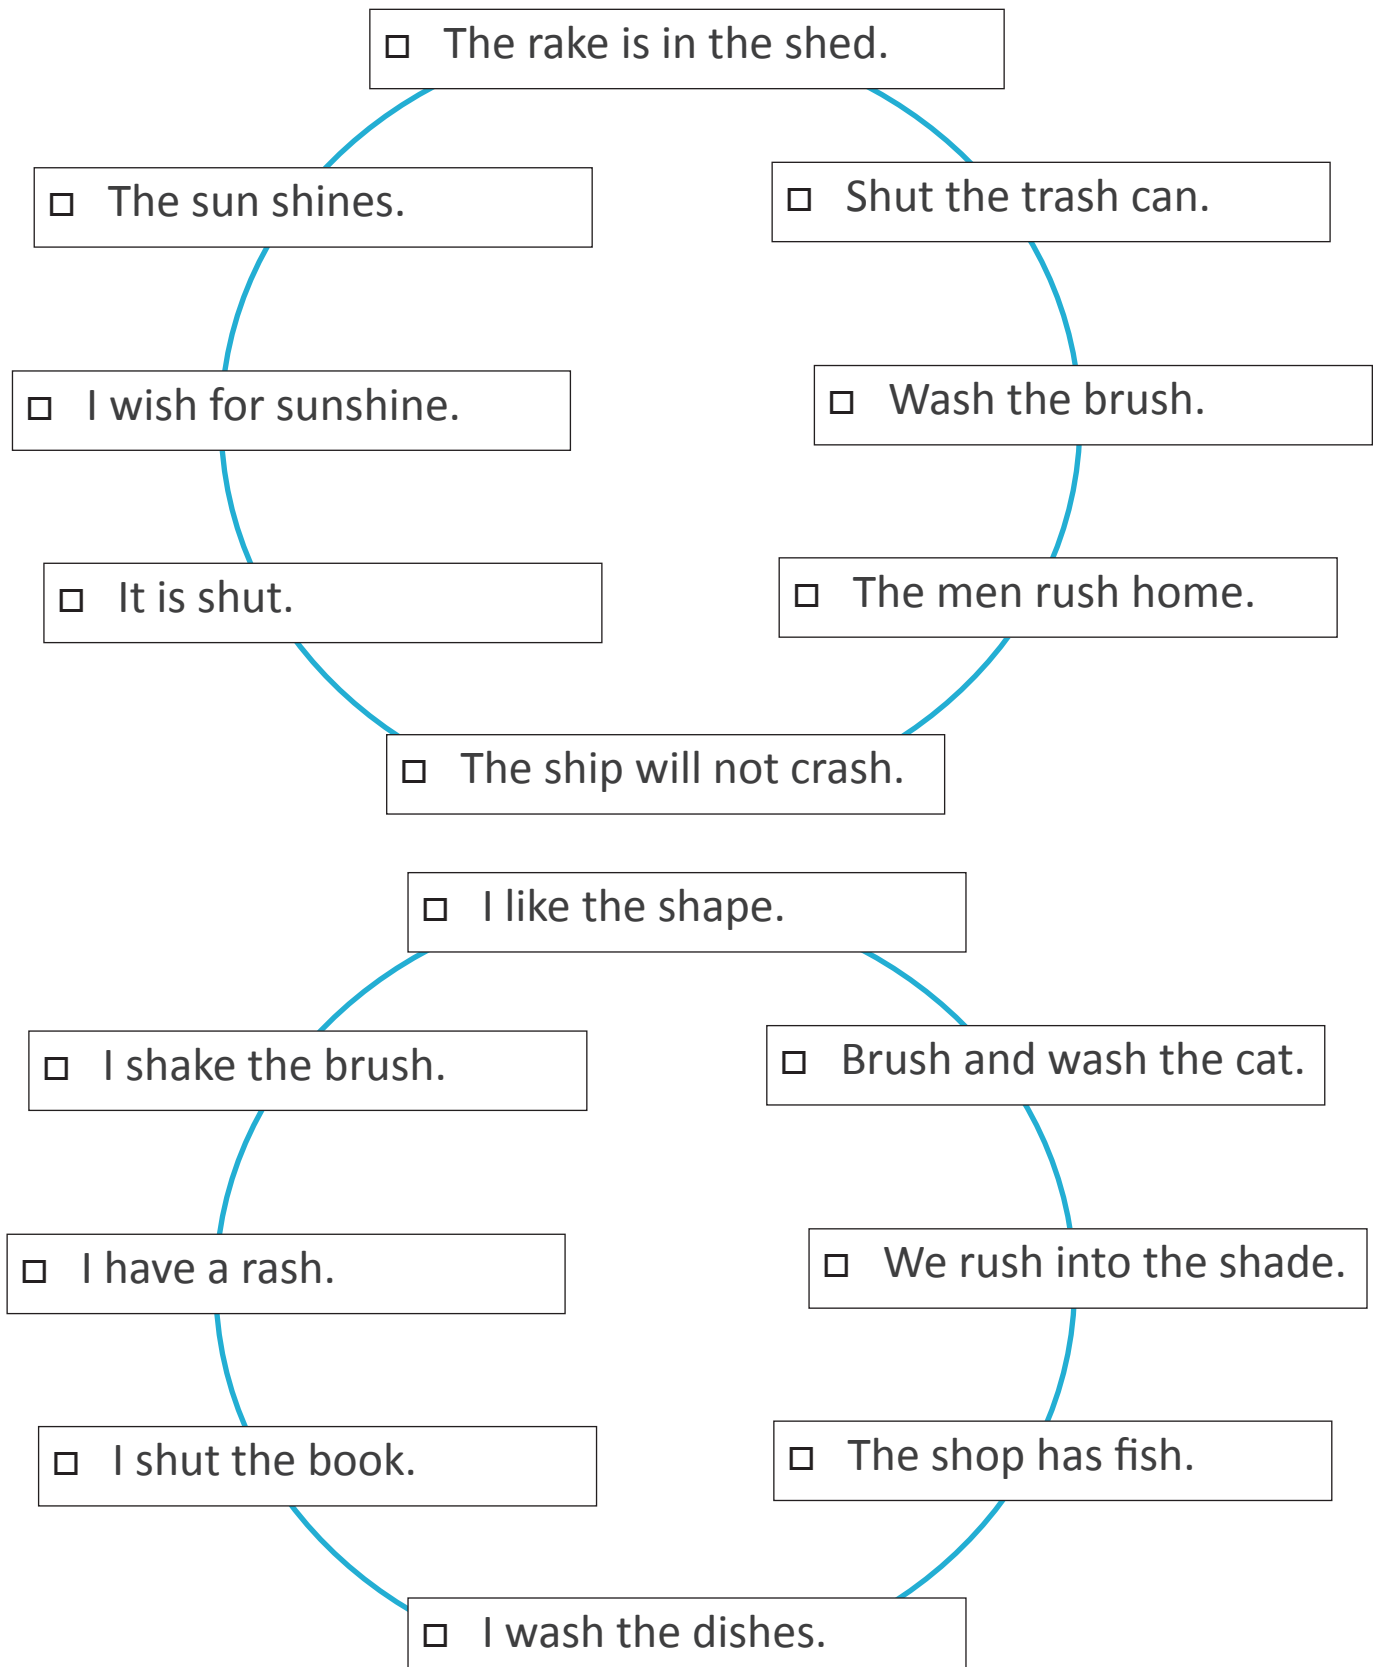 □ The rake is in the shed.
□ The sun shines.
□ Shut the trash can.
□ I wish for sunshine.
□ Wash the brush.
□ It is shut.
□ The men rush home.
□ The ship will not crash.
□ I like the shape.
□ I shake the brush.
□ Brush and wash the cat.
□ I have a rash.
□ We rush into the shade.
□ I shut the book.
□ The shop has fish.
□ I wash the dishes.